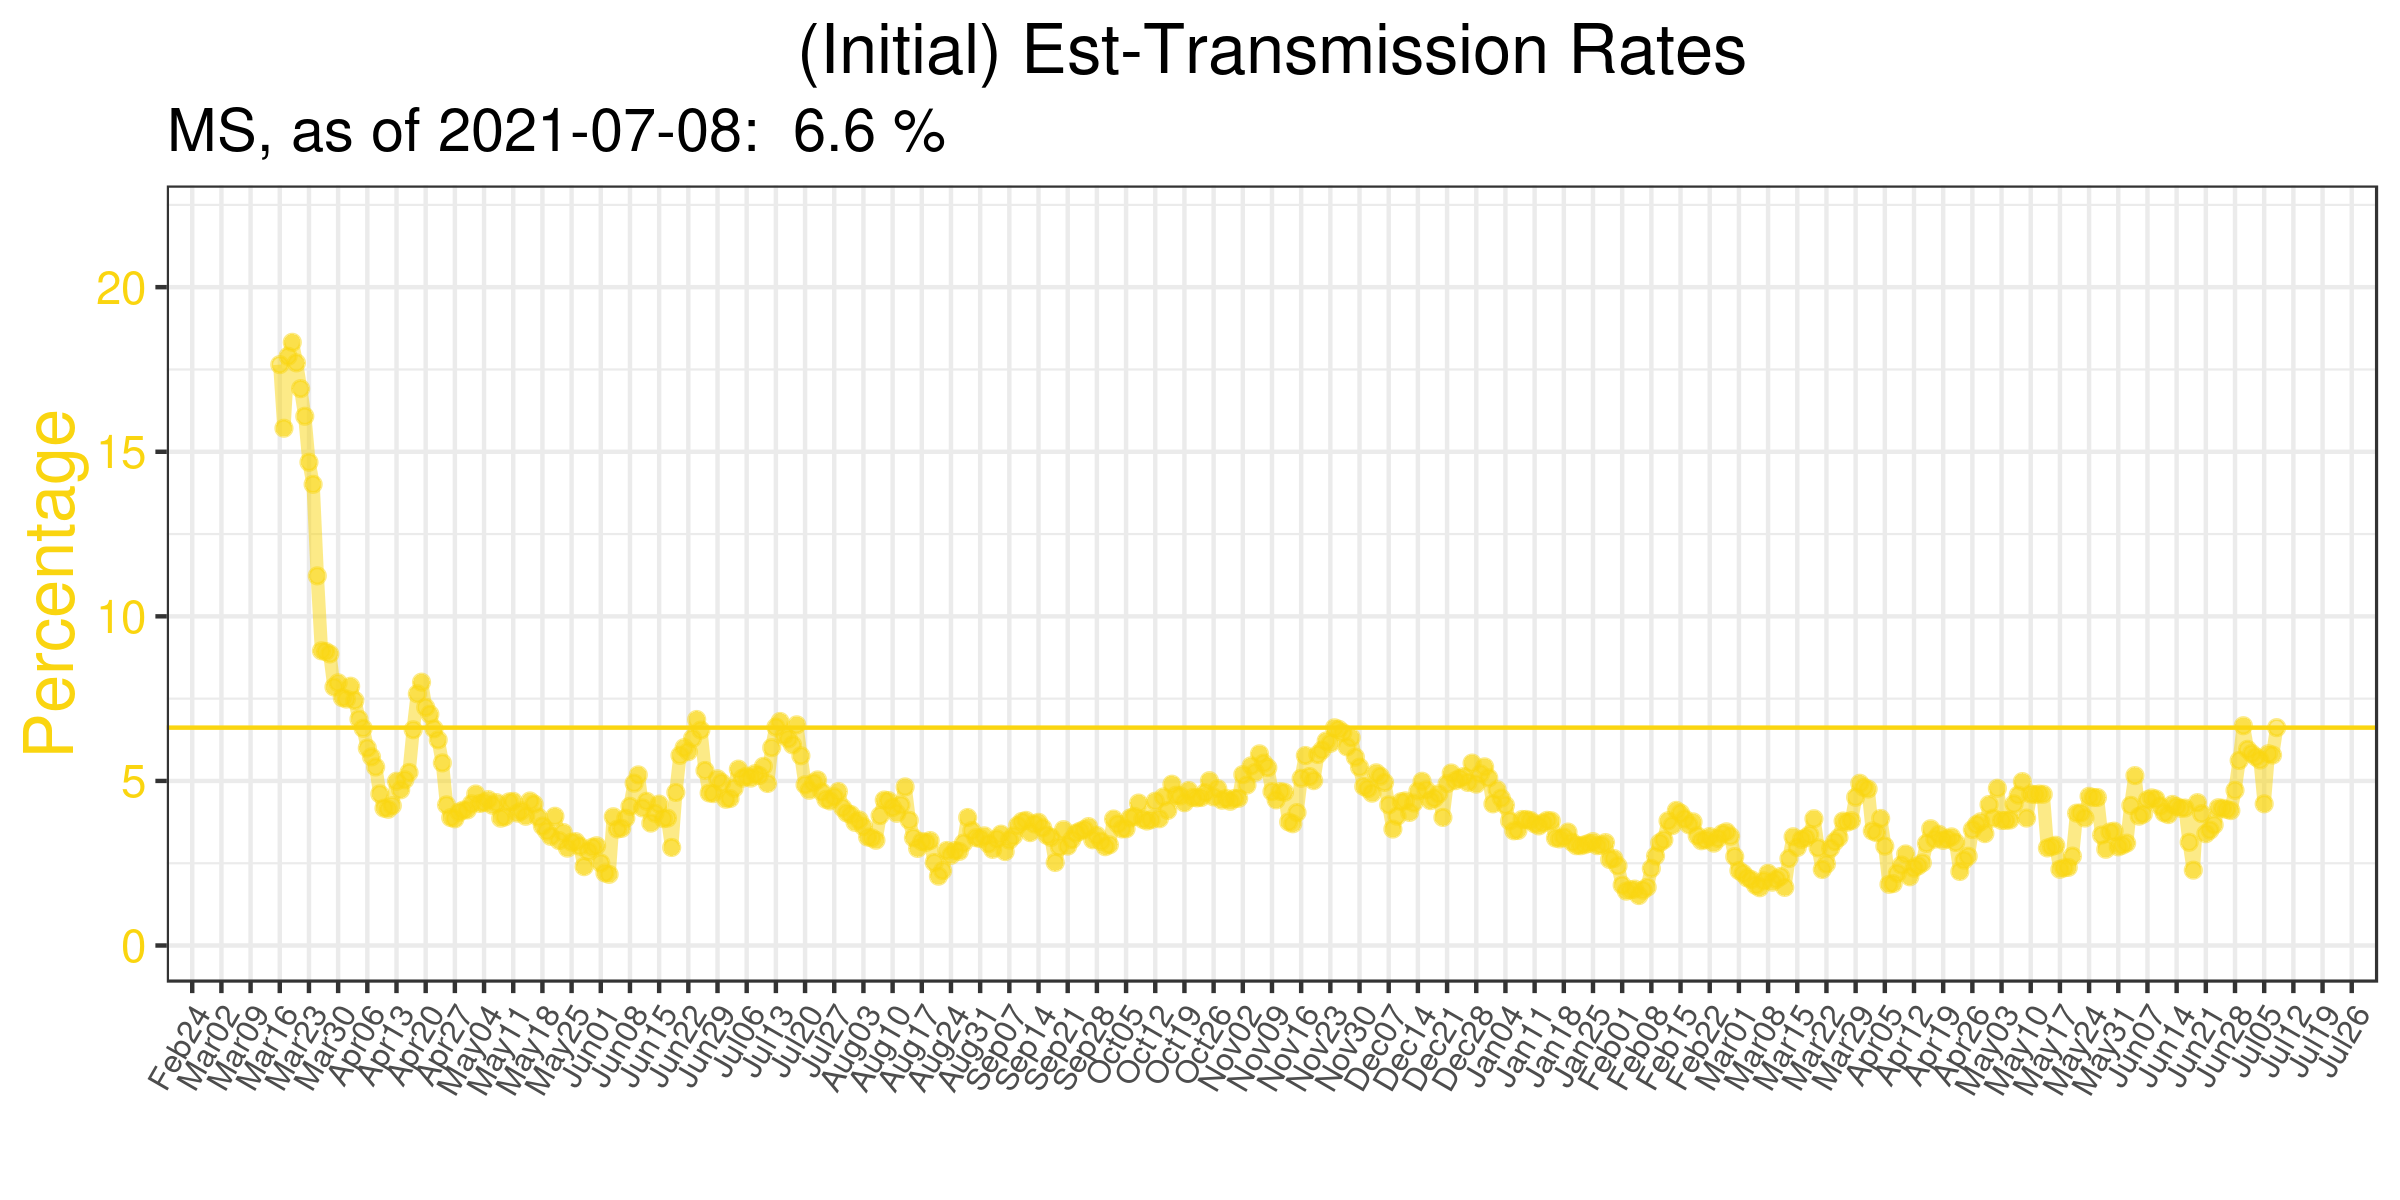 (Initial) Est-Transmission Rates
MS, as of 2021-07-08:  6.6 %
Percentage
20
15
10
5
0
Feb24
Mar02
Mar09
Mar16
Mar23
Mar30
Apr06
Apr13
Apr20
Apr27
May04
May11
May18
May25
Jun01
Jun08
Jun15
Jun22
Jun29
Jul06
Jul13
Jul20
Jul27
Aug03
Aug10
Aug17
Aug24
Aug31
Sep07
Sep14
Sep21
Sep28
Oct05
Oct12
Oct19
Oct26
Nov02
Nov09
Nov16
Nov23
Nov30
Dec07
Dec14
Dec21
Dec28
Jan04
Jan11
Jan18
Jan25
Feb01
Feb08
Feb15
Feb22
Mar01
Mar08
Mar15
Mar22
Mar29
Apr05
Apr12
Apr19
Apr26
May03
May10
May17
May24
May31
Jun07
Jun14
Jun21
Jun28
Jul05
Jul12
Jul19
Jul26